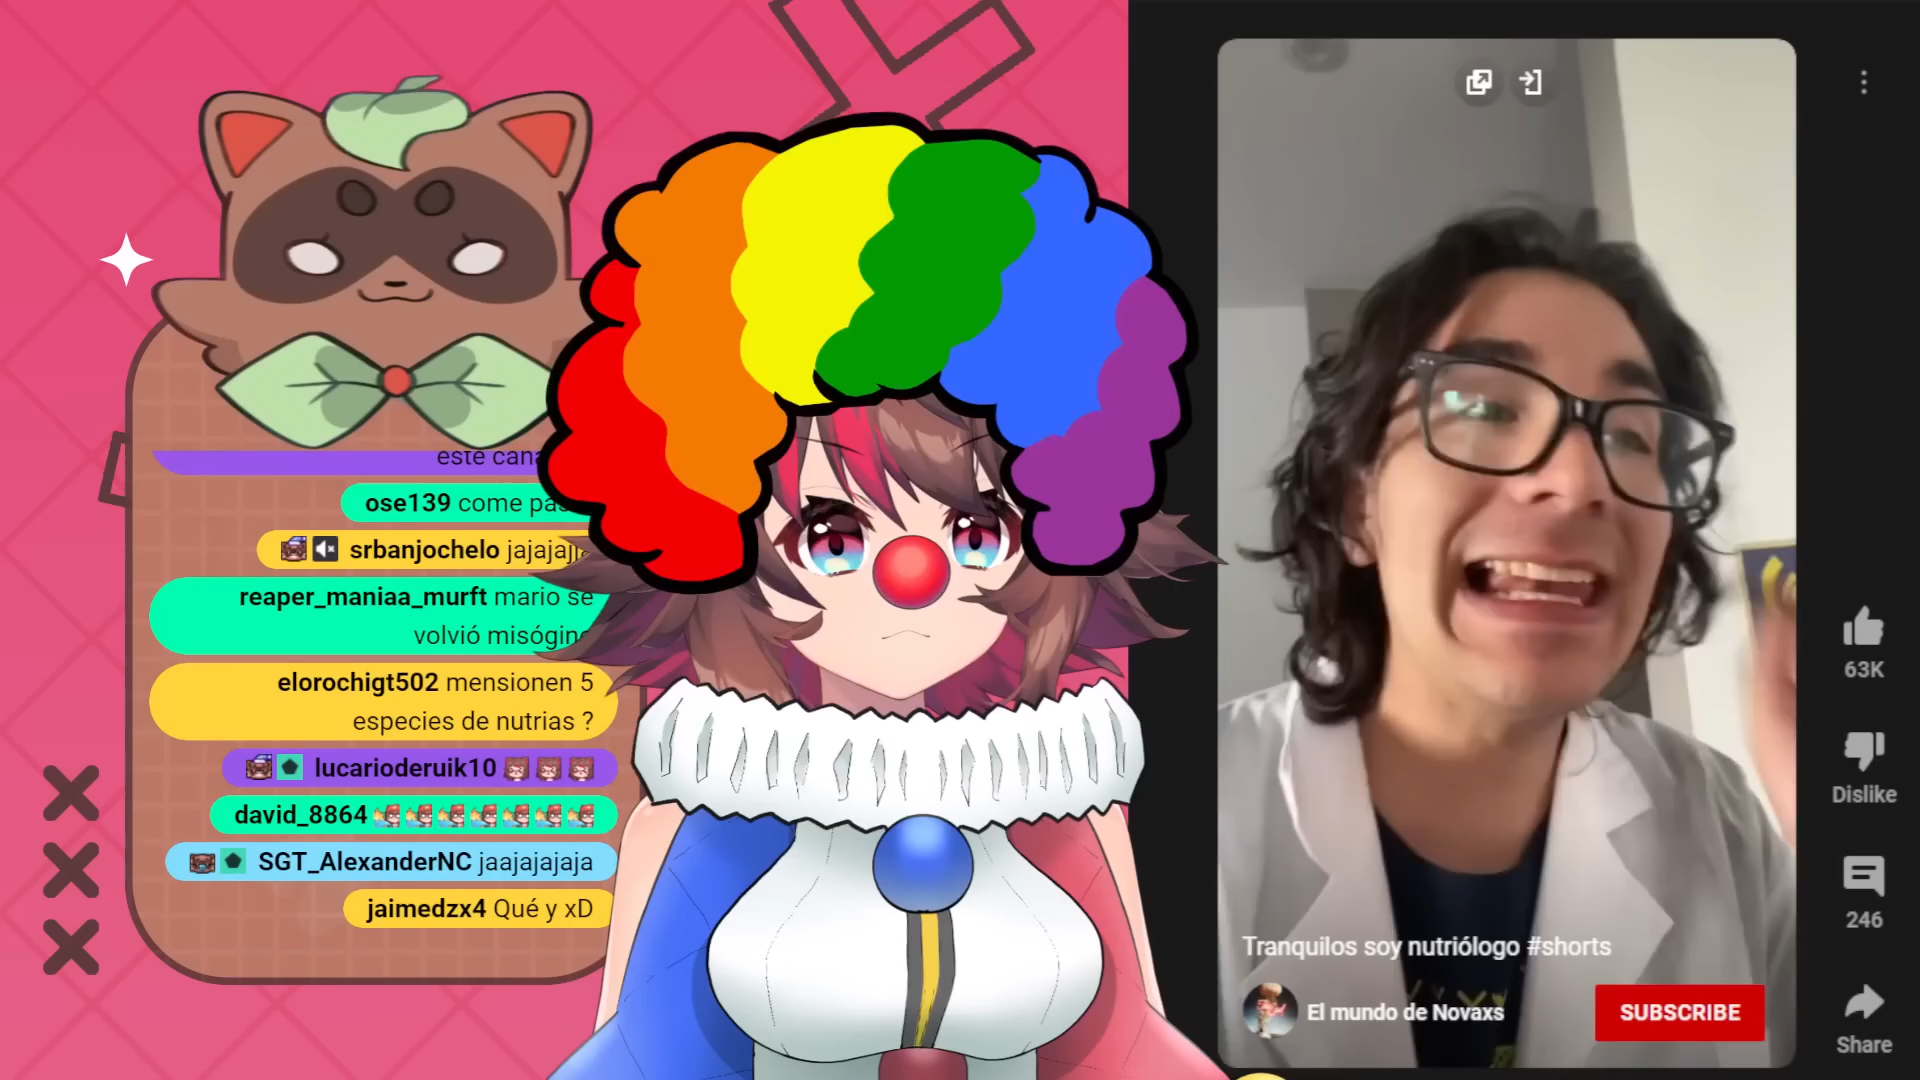 este
ose139 come
srbanjochelo
reaper_maniaa_murft mario se
volvió
elorochigt502 mensionen 5
especies de nutrias ?
lucarioderuik10
david_8864
SGT_AlexanderNC jaajajajaja
jaimedzx4 Qué y xD
63K
Dislike
246
Share
Tranquilos soy nutriólogo #shorts
El mundo de Novaxs
SUBSCRIBE